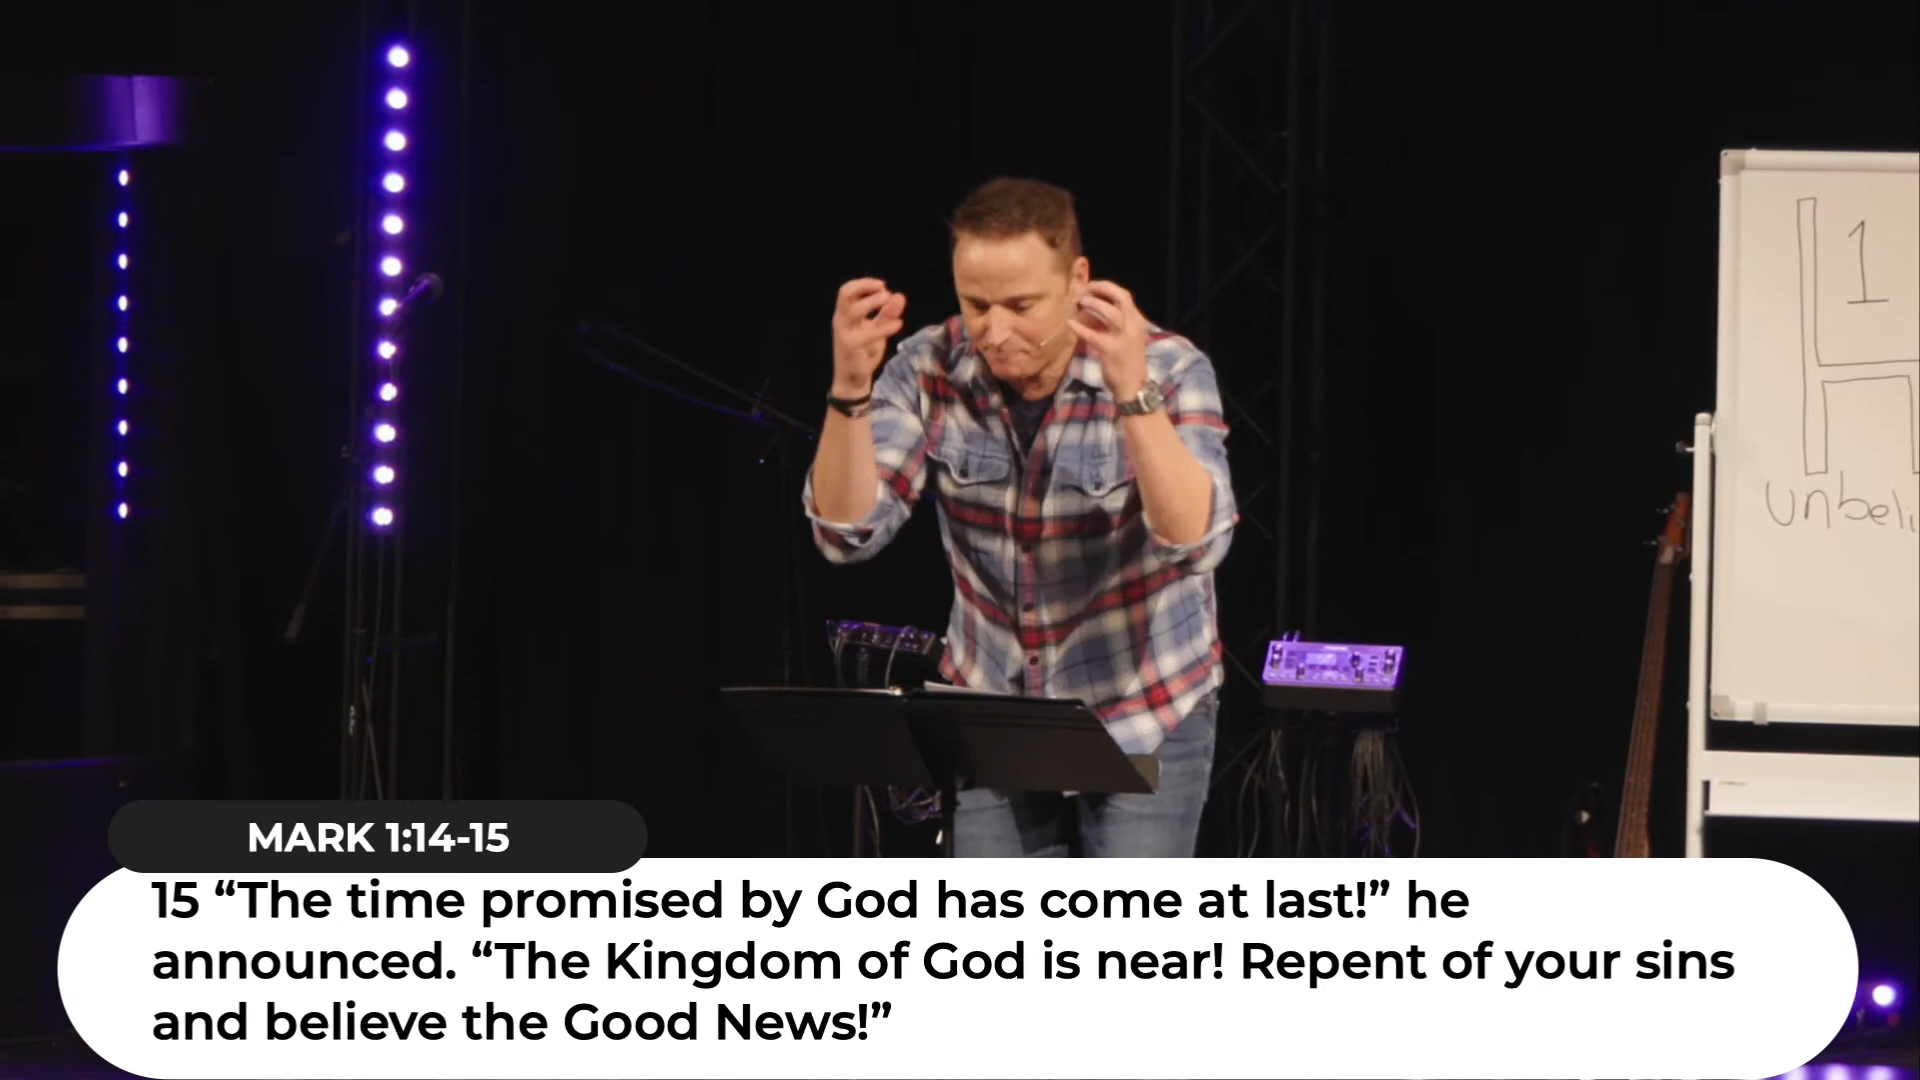 1
unbeli
MARK 1:14-15
15 “The time promised by God has come at last!” he
announced. “The Kingdom of God is near! Repent of your sins
and believe the Good News!”